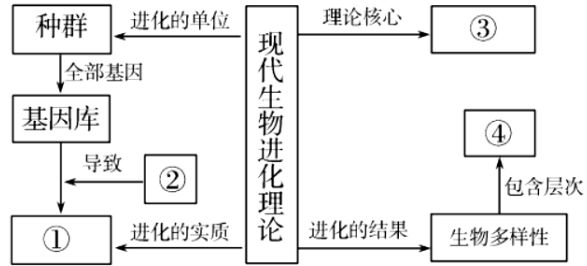 种群
进化的单位
理论核心
③
全部基因
现代生物进化理论
基因库
④
导致
②
包含层次
①
进化的实质
进化的结果
生物多样性